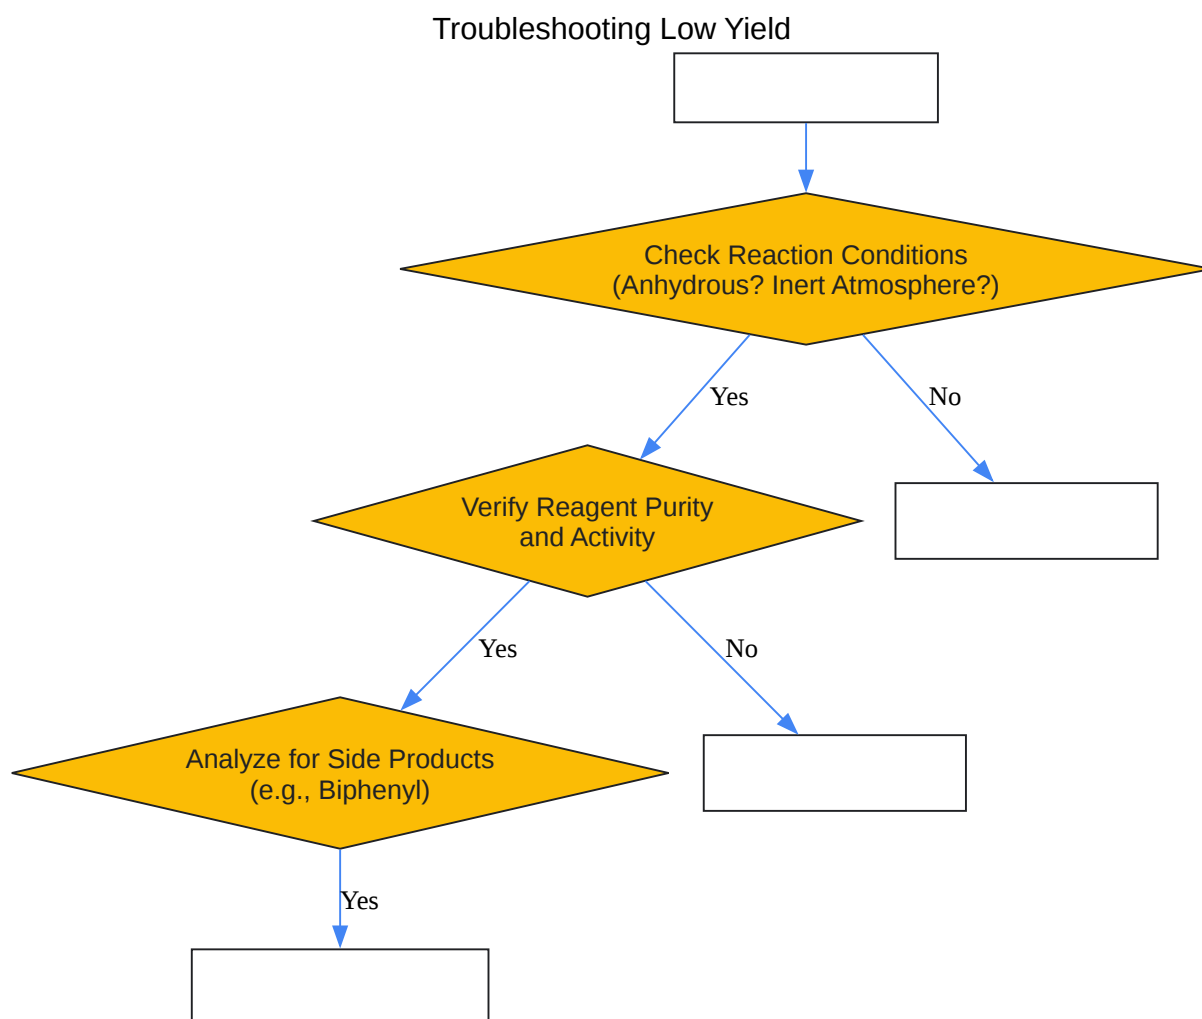 Troubleshooting Low Yield
Check Reaction Conditions
(Anhydrous? Inert Atmosphere?)
Yes
No
Verify Reagent Purity
and Activity
Yes
No
Analyze for Side Products
(e.g., Biphenyl)
Yes